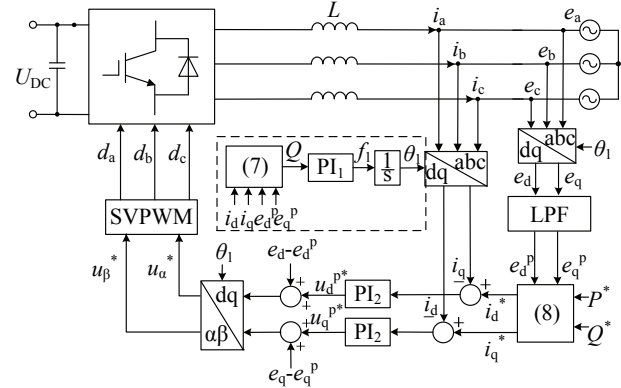 L
i_a
e_a
i_b
e_b
i_c
e_c
U_DC
d_a
d_b
d_c
(7)
Q
PI_1
f_1
1/s
θ_1
dq
abc
dq
abc
θ_1
i_d
i_q
e_d^p
e_q^p
e_d
e_q
LPF
SVPWM
e_d^p
e_q^p
u_β^*
u_α^*
θ_1
e_d-e_d^p
u_d^p*
PI_2
i_q
-
+
i_d^*
P^*
dq
αβ
+
+
(8)
u_q^p*
PI_2
i_d
-
+
i_q^*
Q^*
+
+
e_q-e_q^p